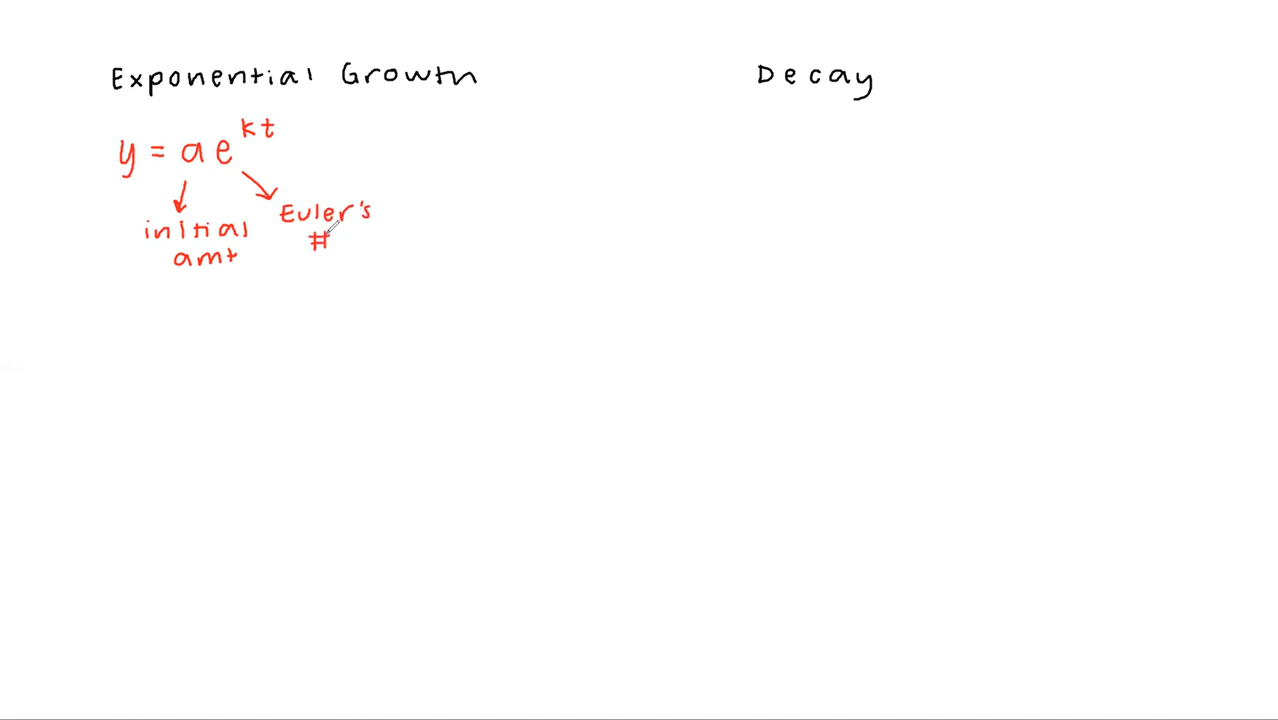 Exponential Growth
y = ae^kt
initial amt
Euler's #
Decay